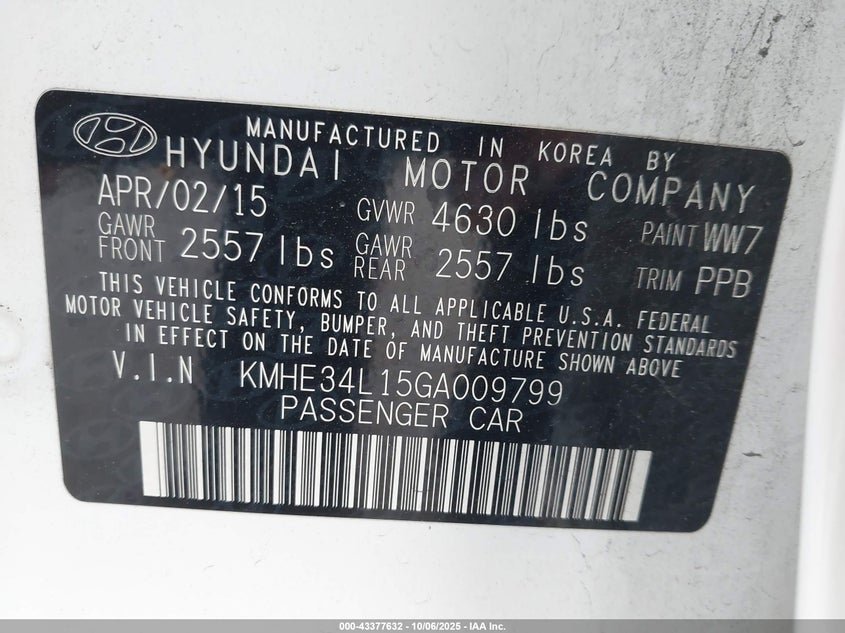 MANUFACTURED IN KOREA BY
HYUNDAI MOTOR COMPANY
APR/02/15 GVWR 4630 lbs PAINT WW7
GAWR FRONT 2557 lbs GAWR REAR 2557 lbs TRIM PPB
THIS VEHICLE CONFORMS TO ALL APPLICABLE U.S.A. FEDERAL
MOTOR VEHICLE SAFETY, BUMPER, AND THEFT PREVENTION STANDARDS
IN EFFECT ON THE DATE OF MANUFACTURE SHOWN ABOVE
V.I.N KMHE34L15GA009799
PASSENGER CAR
000-43377632 - 10/06/2025 - IAA Inc.